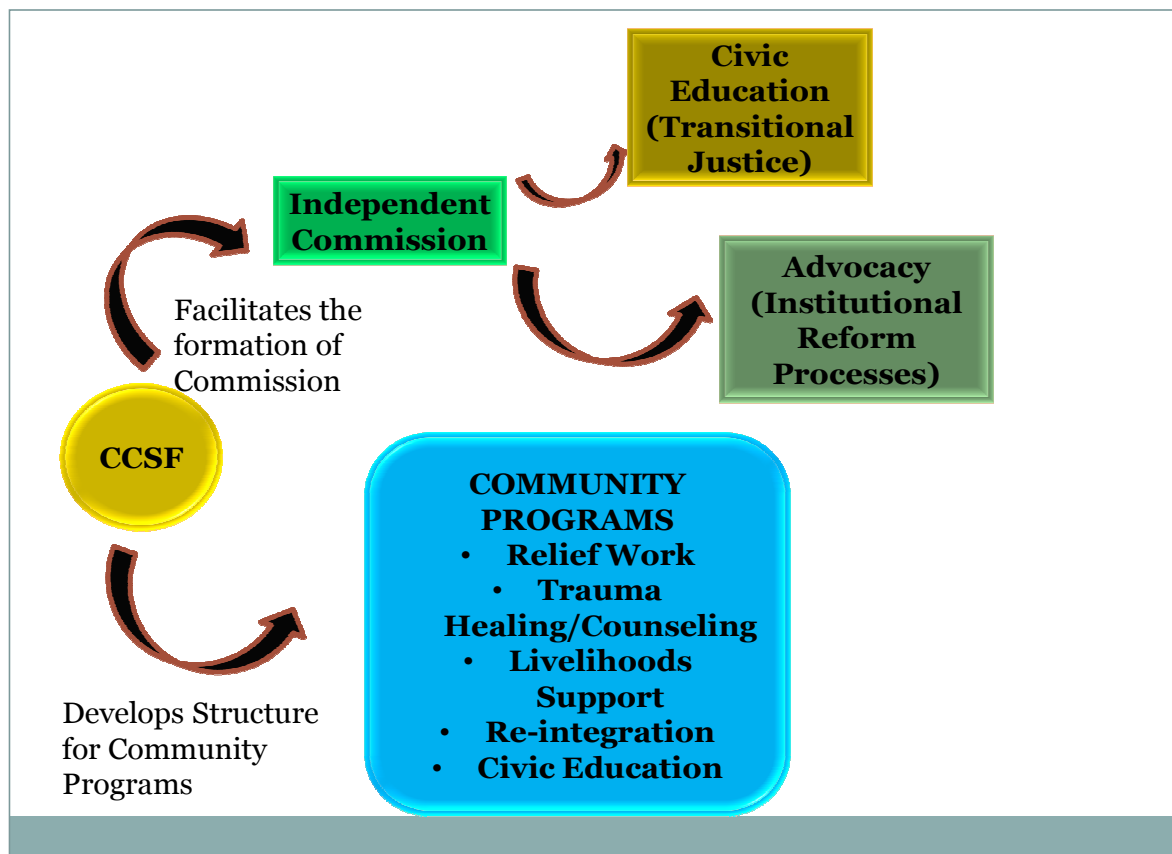 Civic
Education
(Transitional
Justice)
Independent
Commission
Advocacy
(Institutional
Reform
Processes)
Facilitates the
formation of
Commission
CCSF
COMMUNITY
PROGRAMS
• Relief Work
• Trauma
Healing/Counseling
• Livelihoods
Support
• Re-integration
• Civic Education
Develops Structure
for Community
Programs